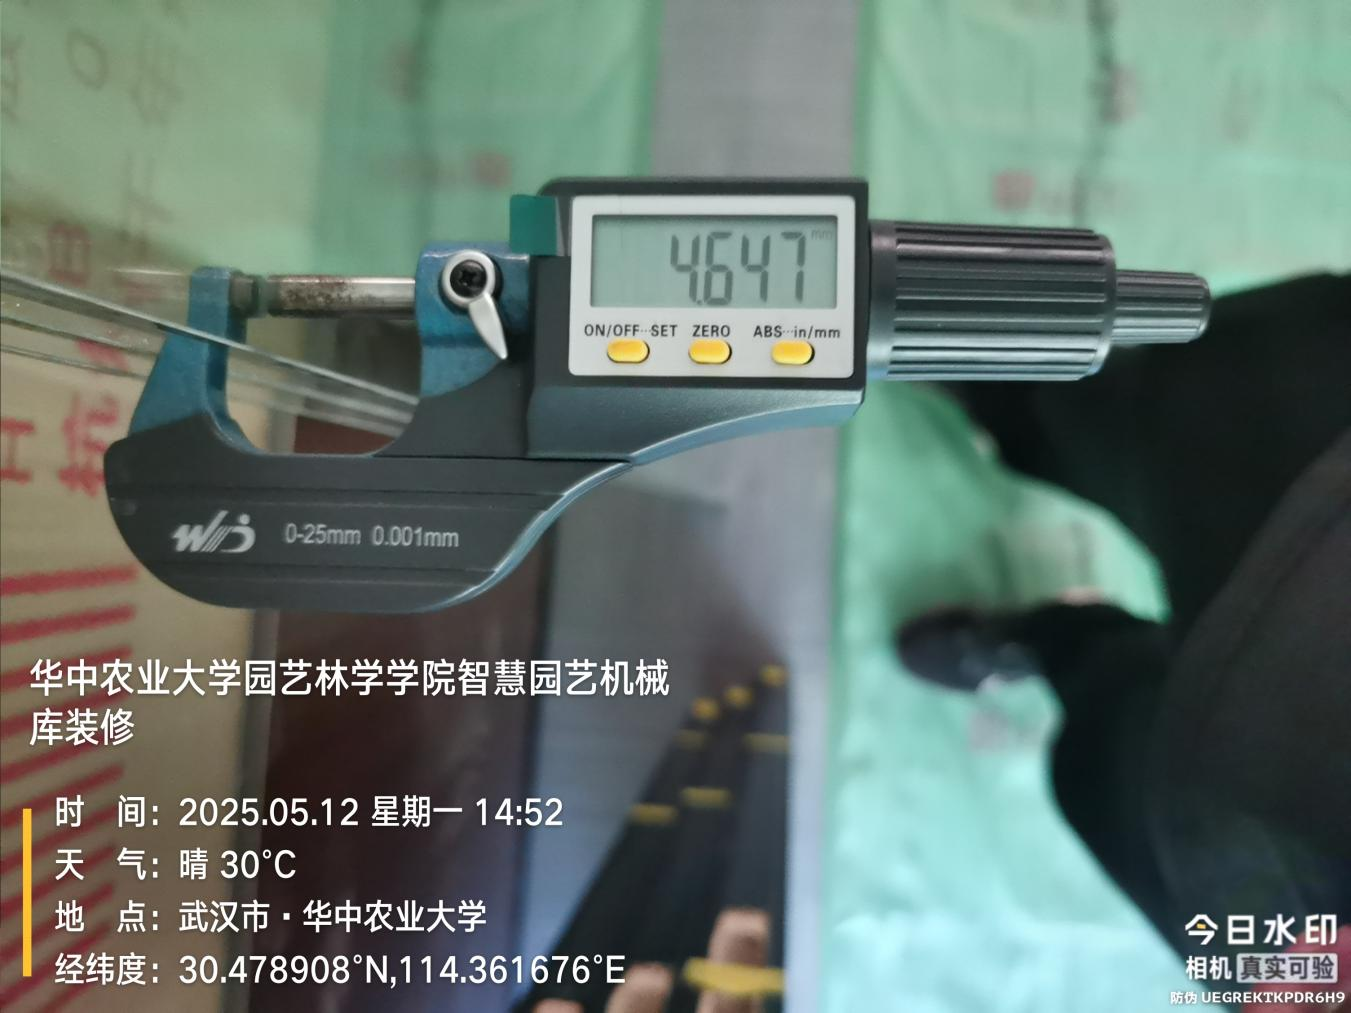 4.647 mm
ON/OFF···SET ZERO ABS···in/mm
0-25mm 0.001mm
华中农业大学园艺林学学院智慧园艺机械
库装修
时 间：2025.05.12 星期一 14:52
天 气：晴 30°C
地 点：武汉市·华中农业大学
经纬度：30.478908°N,114.361676°E
今日水印
相机 真实可验
防伪 UEGREKTKPDR6H9